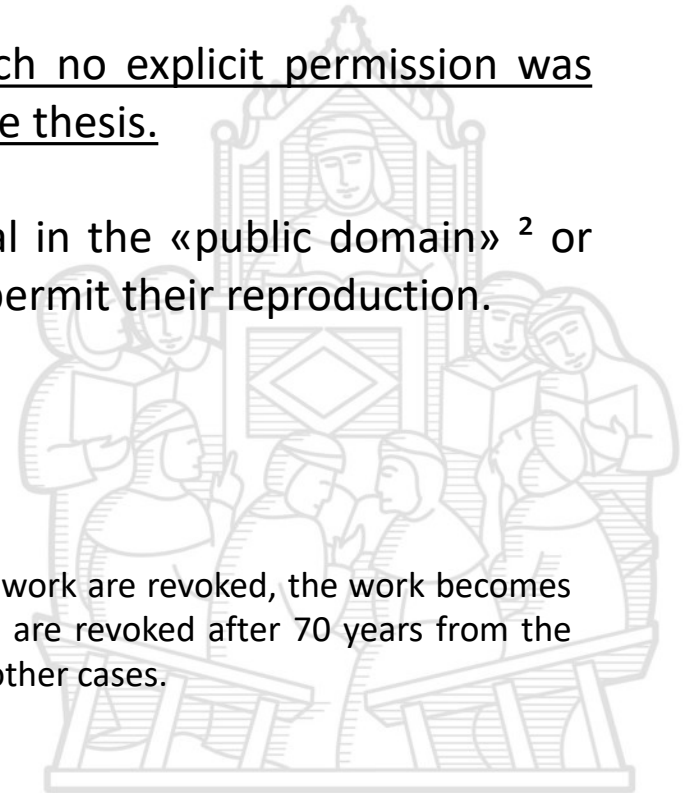 ch no explicit permission was
e thesis.
al in the «public domain» ² or
permit their reproduction.
work are revoked, the work becomes
are revoked after 70 years from the
other cases.